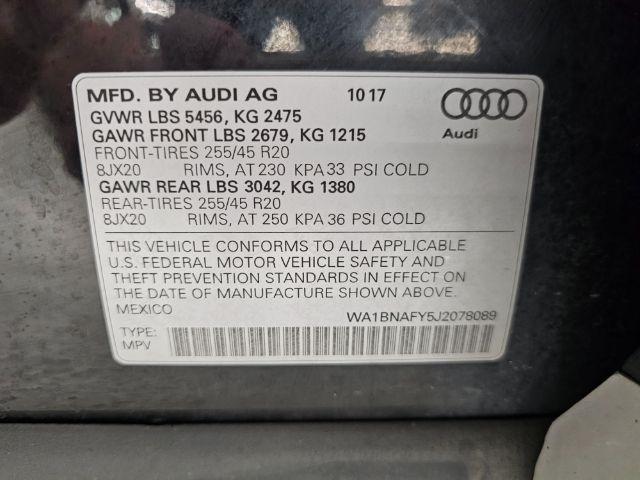 MFD. BY AUDI AG 10 17
GVWR LBS 5456, KG 2475
GAWR FRONT LBS 2679, KG 1215
Audi
FRONT-TIRES 255/45 R20
8JX20 RIMS, AT 230 KPA 33 PSI COLD
GAWR REAR LBS 3042, KG 1380
REAR-TIRES 255/45 R20
8JX20 RIMS, AT 250 KPA 36 PSI COLD
THIS VEHICLE CONFORMS TO ALL APPLICABLE
U.S. FEDERAL MOTOR VEHICLE SAFETY AND
THEFT PREVENTION STANDARDS IN EFFECT ON
THE DATE OF MANUFACTURE SHOWN ABOVE.
MEXICO WA1BNAFY5J2078089
TYPE:
MPV